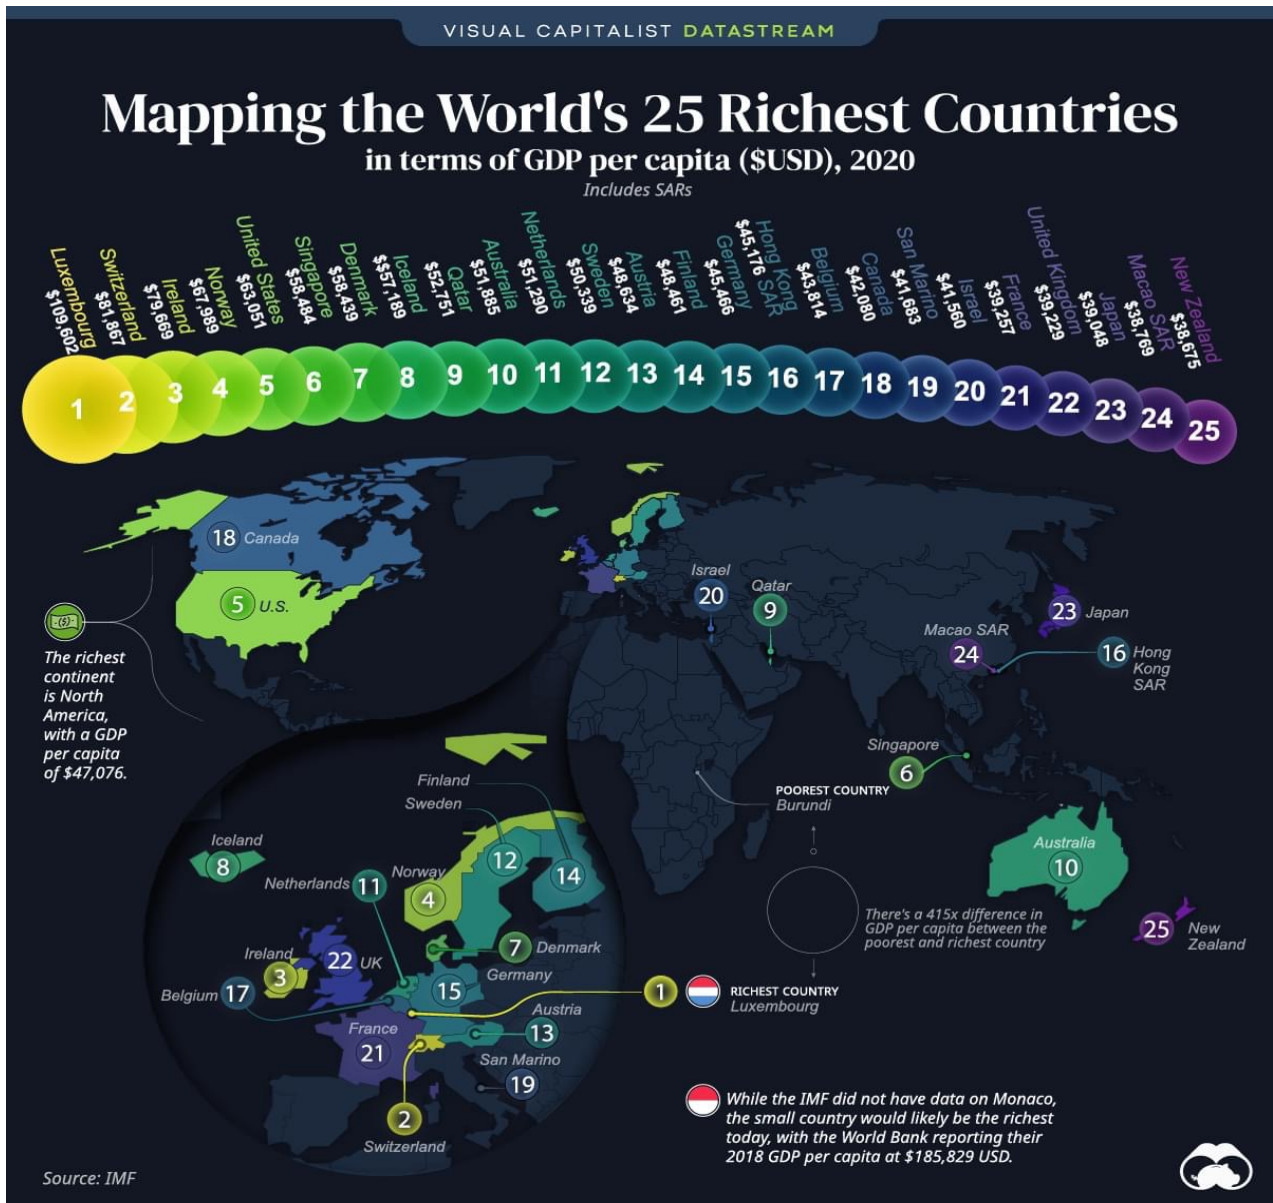 VISUAL CAPITALIST DATASTREAM
Mapping the World's 25 Richest Countries
in terms of GDP per capita ($USD), 2020
Includes SARs
Luxembourg
$109,602
Switzerland
$81,867
Ireland
$79,669
Norway
$67,989
United States
$63,051
Singapore
$58,484
Denmark
$58,439
Iceland
$$57,189
Qatar
$52,751
Australia
$51,885
Netherlands
$51,290
Sweden
$50,339
Austria
$48,634
Finland
$48,461
Germany
$45,466
Hong Kong SAR
$45,176
Belgium
$43,814
Canada
$42,080
San Marino
$41,683
Israel
$41,560
France
$39,257
United Kingdom
$39,229
Japan
$39,048
Macao SAR
$38,769
New Zealand
$38,675
1 2 3 4 5 6 7 8 9 10 11 12 13 14 15 16 17 18 19 20 21 22 23 24 25
18 Canada
5 U.S.
Israel
20
Qatar
9
23 Japan
Macao SAR
24
16 Hong
Kong
SAR
The richest
continent
is North
America,
with a GDP
per capita
of $47,076.
Singapore
6
POOREST COUNTRY
Burundi
Australia
10
25 New
Zealand
There's a 415x difference in
GDP per capita between the
poorest and richest country
1 RICHEST COUNTRY
Luxembourg
Finland
14
Sweden
12
Iceland
8
Norway
4
Netherlands 11
7 Denmark
Ireland
3
22 UK
Germany
15
Belgium 17
Austria
13
France
21
San Marino
19
2
Switzerland
While the IMF did not have data on Monaco,
the small country would likely be the richest
today, with the World Bank reporting their
2018 GDP per capita at $185,829 USD.
Source: IMF